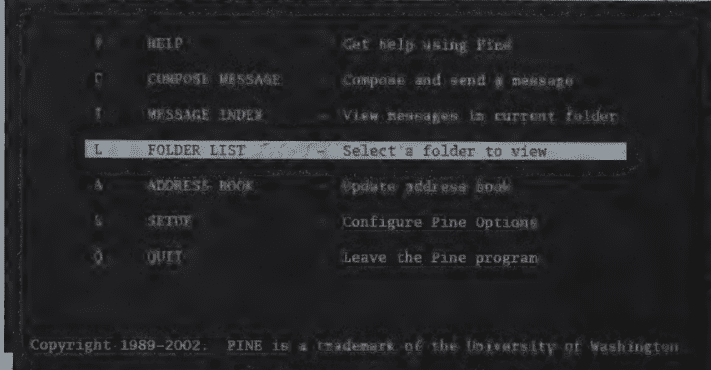 ? HELP - Get help using Pine
C COMPOSE MESSAGE - Compose and send a message
I MESSAGE INDEX - View messages in current folder
L FOLDER LIST - Select a folder to view
A ADDRESS BOOK - Update address book
S SETUP - Configure Pine Options
Q QUIT - Leave the Pine program
Copyright 1989-2002. PINE is a trademark of the University of Washington